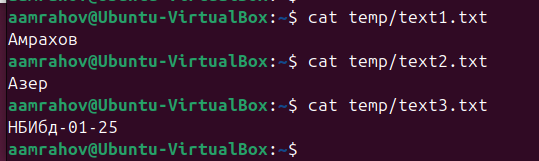 aamrahov@Ubuntu-VirtualBox:~$ cat temp/text1.txt
Амрахов
aamrahov@Ubuntu-VirtualBox:~$ cat temp/text2.txt
Азер
aamrahov@Ubuntu-VirtualBox:~$ cat temp/text3.txt
НБИбд-01-25
aamrahov@Ubuntu-VirtualBox:~$